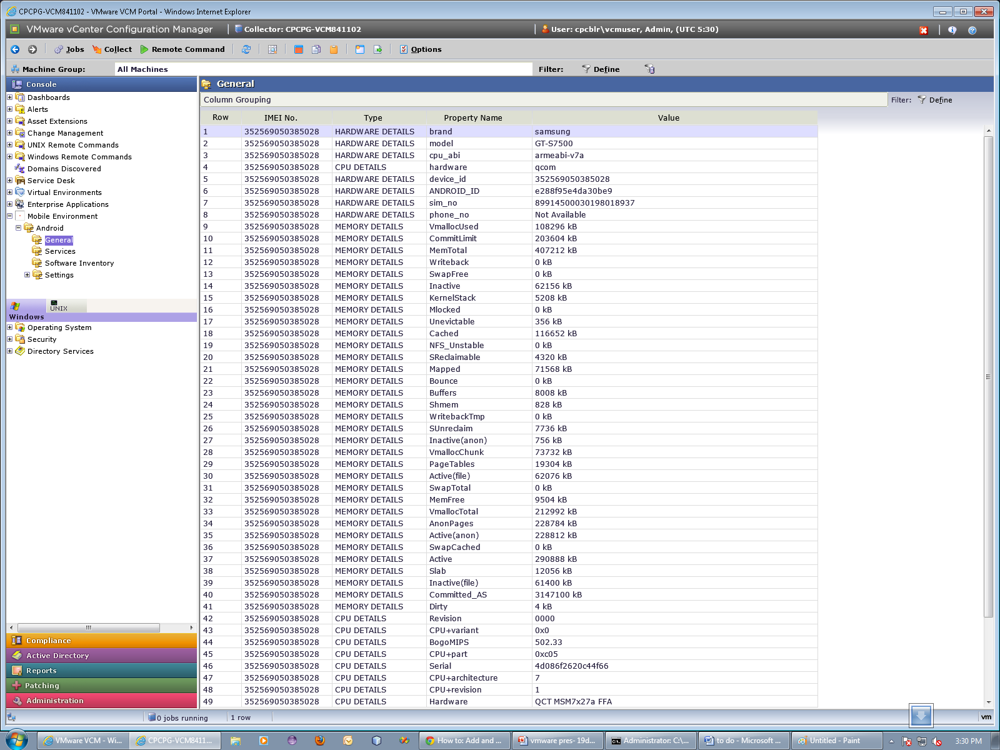 CPCPG-VCM841102 - VMware VCM Portal - Windows Internet Explorer
VMware vCenter Configuration Manager
Collector: CPCPG-VCM841102
User: cpcblr\vcmuser, Admin, (UTC 5:30)
Jobs Collect Remote Command Options
Machine Group: All Machines Filter: Define
Console
Dashboards
Alerts
Asset Extensions
Change Management
UNIX Remote Commands
Windows Remote Commands
Domains Discovered
Service Desk
Virtual Environments
Enterprise Applications
Mobile Environment
Android
General
Services
Software Inventory
Settings
UNIX
Windows
Operating System
Security
Directory Services
Compliance
Active Directory
Reports
Patching
Administration
General
Column Grouping Filter: Define
Row IMEI No. Type Property Name Value
1 352569050385028 HARDWARE DETAILS brand samsung
2 352569050385028 HARDWARE DETAILS model GT-S7500
3 352569050385028 HARDWARE DETAILS cpu_abi armeabi-v7a
4 352569050385028 CPU DETAILS hardware qcom
5 352569050385028 HARDWARE DETAILS device_id 352569050385028
6 352569050385028 HARDWARE DETAILS ANDROID_ID e288f95e4da30be9
7 352569050385028 HARDWARE DETAILS sim_no 89914500030198018937
8 352569050385028 HARDWARE DETAILS phone_no Not Available
9 352569050385028 MEMORY DETAILS VmallocUsed 108296 kB
10 352569050385028 MEMORY DETAILS CommitLimit 203604 kB
11 352569050385028 MEMORY DETAILS MemTotal 407212 kB
12 352569050385028 MEMORY DETAILS Writeback 0 kB
13 352569050385028 MEMORY DETAILS SwapFree 0 kB
14 352569050385028 MEMORY DETAILS Inactive 62156 kB
15 352569050385028 MEMORY DETAILS KernelStack 5208 kB
16 352569050385028 MEMORY DETAILS Mlocked 0 kB
17 352569050385028 MEMORY DETAILS Unevictable 356 kB
18 352569050385028 MEMORY DETAILS Cached 116652 kB
19 352569050385028 MEMORY DETAILS NFS_Unstable 0 kB
20 352569050385028 MEMORY DETAILS SReclaimable 4320 kB
21 352569050385028 MEMORY DETAILS Mapped 71568 kB
22 352569050385028 MEMORY DETAILS Bounce 0 kB
23 352569050385028 MEMORY DETAILS Buffers 8008 kB
24 352569050385028 MEMORY DETAILS Shmem 828 kB
25 352569050385028 MEMORY DETAILS WritebackTmp 0 kB
26 352569050385028 MEMORY DETAILS SUnreclaim 7736 kB
27 352569050385028 MEMORY DETAILS Inactive(anon) 756 kB
28 352569050385028 MEMORY DETAILS VmallocChunk 73732 kB
29 352569050385028 MEMORY DETAILS PageTables 19304 kB
30 352569050385028 MEMORY DETAILS Active(file) 62076 kB
31 352569050385028 MEMORY DETAILS SwapTotal 0 kB
32 352569050385028 MEMORY DETAILS MemFree 9504 kB
33 352569050385028 MEMORY DETAILS VmallocTotal 212992 kB
34 352569050385028 MEMORY DETAILS AnonPages 228784 kB
35 352569050385028 MEMORY DETAILS Active(anon) 228812 kB
36 352569050385028 MEMORY DETAILS SwapCached 0 kB
37 352569050385028 MEMORY DETAILS Active 290888 kB
38 352569050385028 MEMORY DETAILS Slab 12056 kB
39 352569050385028 MEMORY DETAILS Inactive(file) 61400 kB
40 352569050385028 MEMORY DETAILS Committed_AS 3147100 kB
41 352569050385028 MEMORY DETAILS Dirty 4 kB
42 352569050385028 CPU DETAILS Revision 0000
43 352569050385028 CPU DETAILS CPU+variant 0x0
44 352569050385028 CPU DETAILS BogoMIPS 502.33
45 352569050385028 CPU DETAILS CPU+part 0xc05
46 352569050385028 CPU DETAILS Serial 4d086f2620c44f66
47 352569050385028 CPU DETAILS CPU+architecture 7
48 352569050385028 CPU DETAILS CPU+revision 1
49 352569050385028 CPU DETAILS Hardware QCT MSM7x27a FFA
0 jobs running 1 row vm
VMware VCM - Wi... CPCPG-VCM8411... How to: Add and ... vmware pres- 19d... Administrator: C:\... to do - Microsoft ... Untitled - Paint 3:30 PM